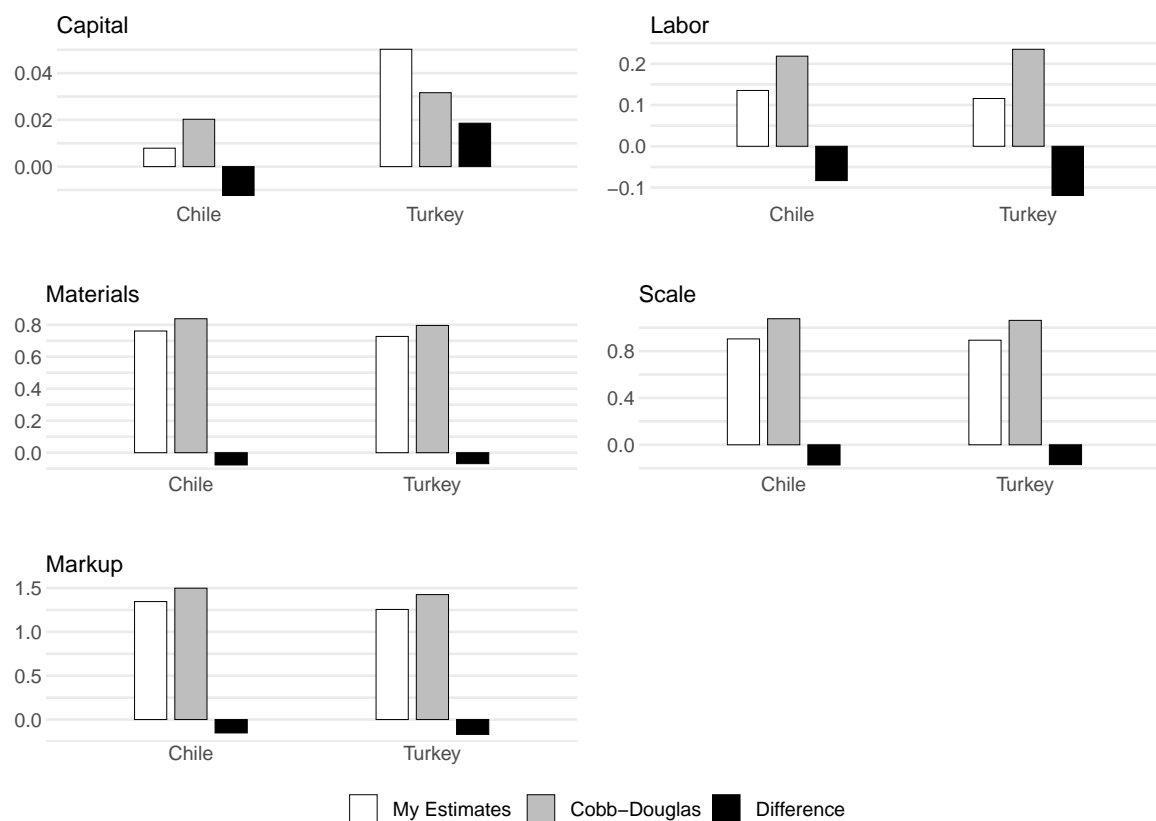 Capital
0.04
0.02
0.00
Chile Turkey
Labor
0.2
0.1
0.0
−0.1
Chile Turkey
Materials
0.8
0.6
0.4
0.2
0.0
Chile Turkey
Scale
0.8
0.4
0.0
Chile Turkey
Markup
1.5
1.0
0.5
0.0
Chile Turkey
My Estimates Cobb−Douglas Difference